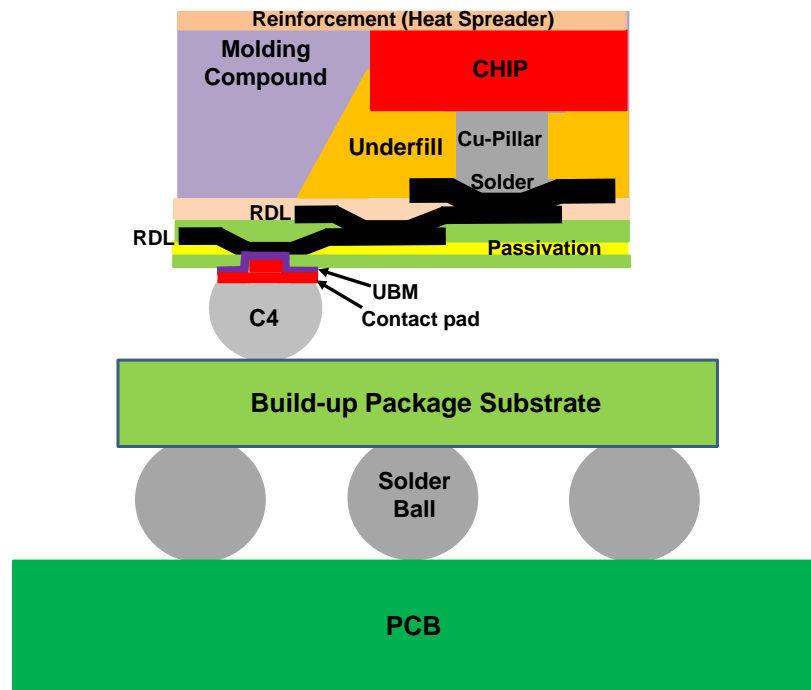 Reinforcement (Heat Spreader)
Molding
Compound
CHIP
Underfill
Cu-Pillar
Solder
RDL
RDL
Passivation
UBM
Contact pad
C4
Build-up Package Substrate
Solder
Ball
PCB